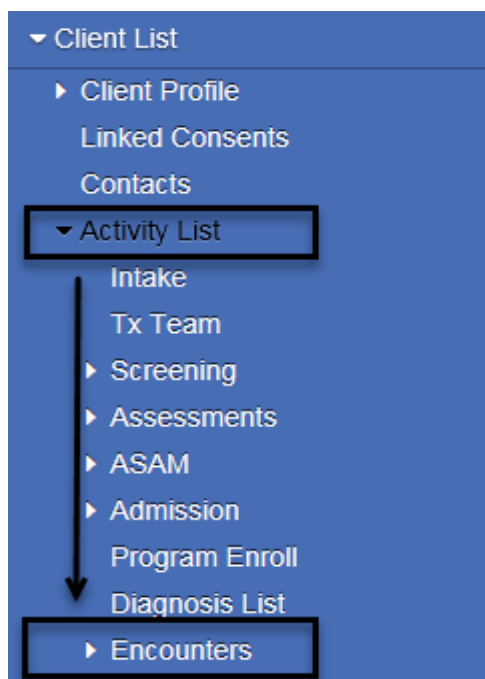 Client List
Client Profile
Linked Consents
Contacts
Activity List
Intake
Tx Team
Screening
Assessments
ASAM
Admission
Program Enroll
Diagnosis List
Encounters